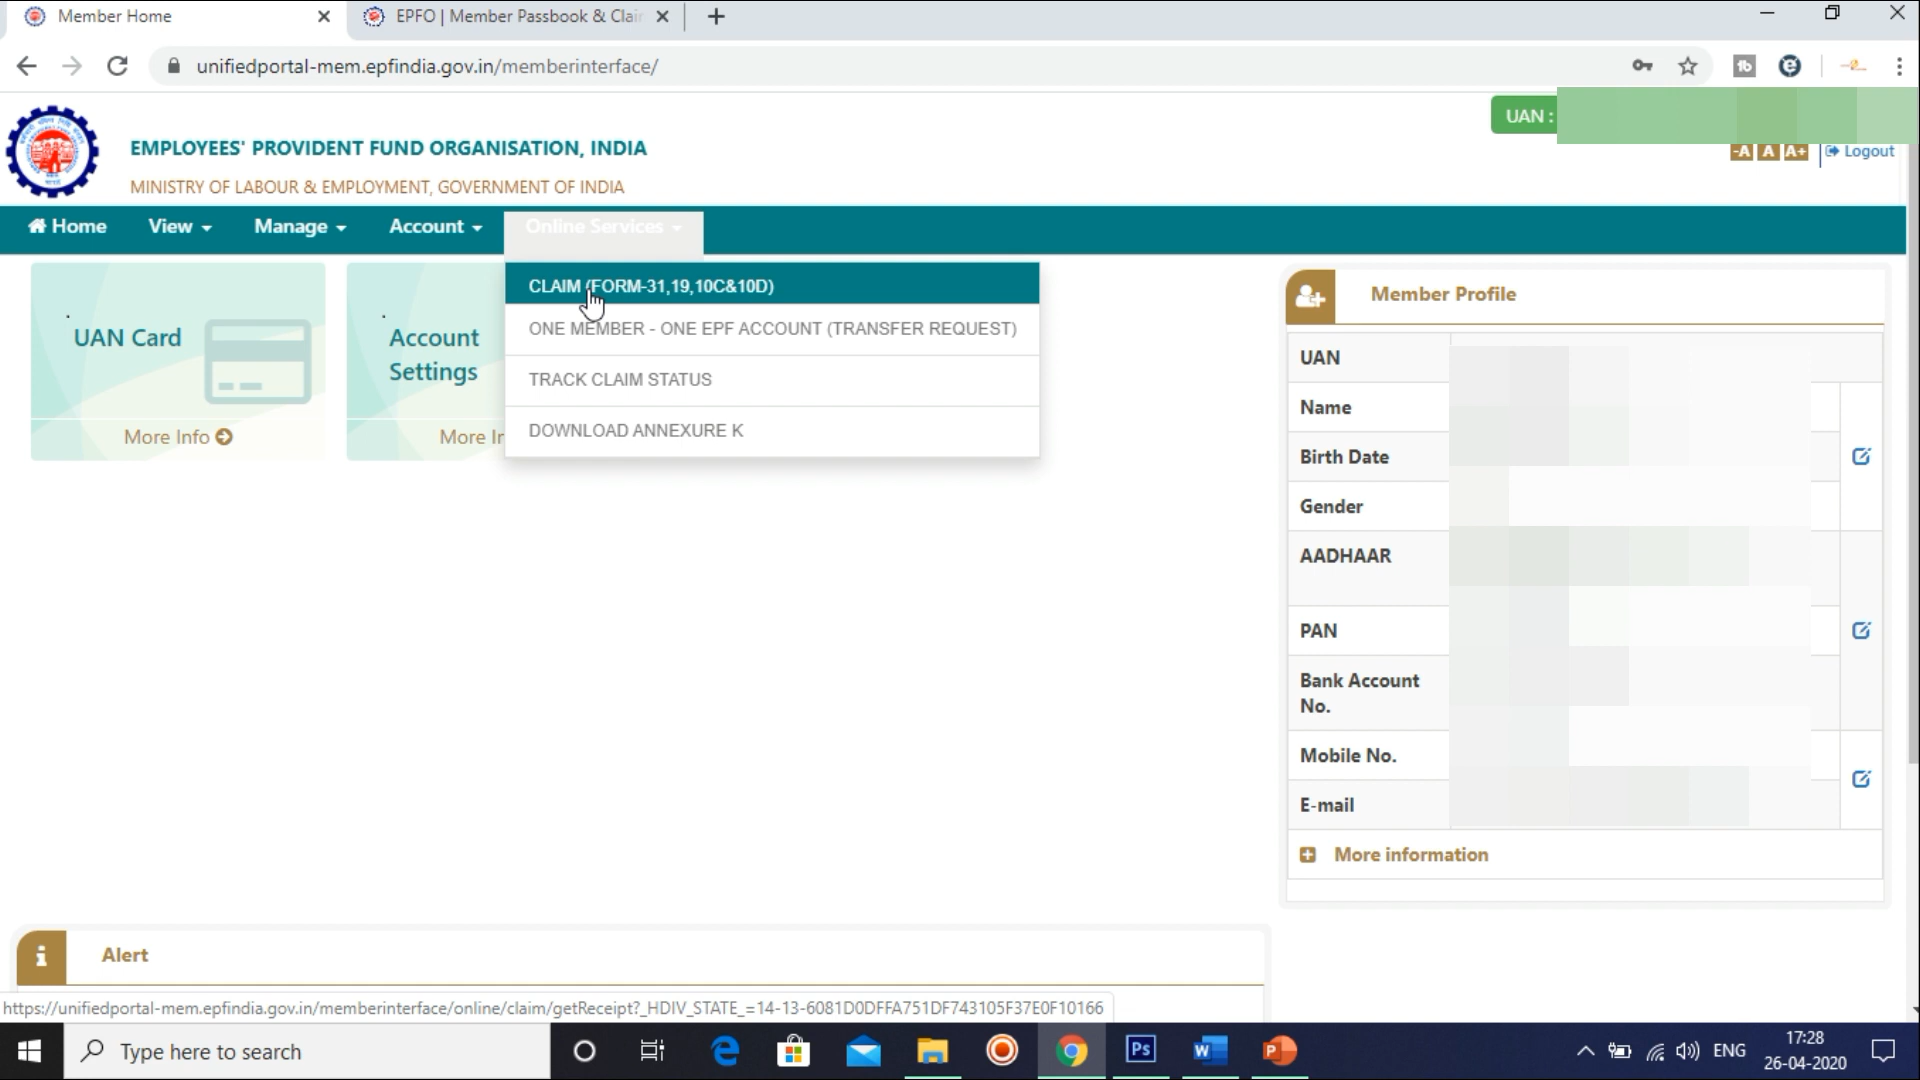 Member Home
EPFO | Member Passbook & Clai
unifiedportal-mem.epfindia.gov.in/memberinterface/
UAN :
EMPLOYEES' PROVIDENT FUND ORGANISATION, INDIA
MINISTRY OF LABOUR & EMPLOYMENT, GOVERNMENT OF INDIA
-A A A+ Logout
Home View Manage Account Online Services
CLAIM (FORM-31,19,10C&10D)
ONE MEMBER - ONE EPF ACCOUNT (TRANSFER REQUEST)
TRACK CLAIM STATUS
DOWNLOAD ANNEXURE K
UAN Card
More Info
Account
Settings
More In
Member Profile
UAN
Name
Birth Date
Gender
AADHAAR
PAN
Bank Account
No.
Mobile No.
E-mail
More information
Alert
https://unifiedportal-mem.epfindia.gov.in/memberinterface/online/claim/getReceipt?_HDIV_STATE_=14-13-6081D0DFFA751DF743105F37E0F10166
Type here to search
ENG
17:28
26-04-2020